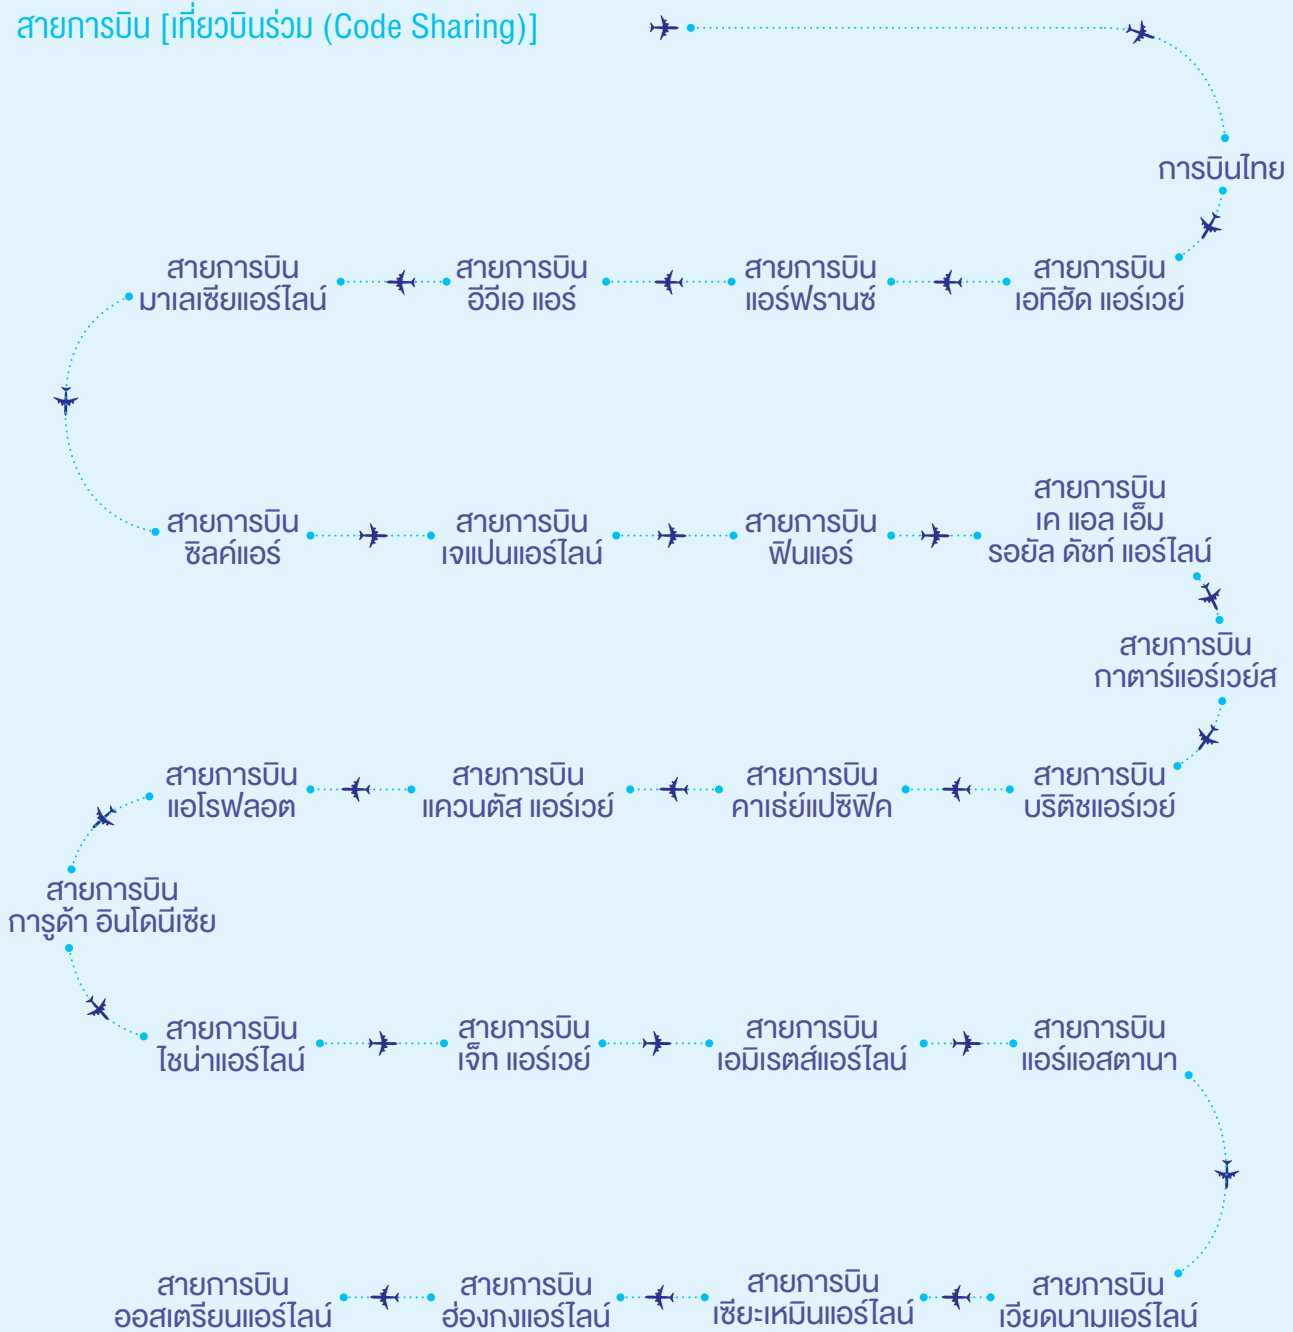 สายการบิน [เที่ยวบินร่วม (Code Sharing)]
การบินไทย
สายการบิน
เอทิฮัด แอร์เวย์
สายการบิน
แอร์ฟรานซ์
สายการบิน
อีวีเอ แอร์
สายการบิน
มาเลเซียแอร์ไลน์
สายการบิน
ซิลค์แอร์
สายการบิน
เจแปนแอร์ไลน์
สายการบิน
ฟินแอร์
สายการบิน
เค แอล เอ็ม
รอยัล ดัชท์ แอร์ไลน์
สายการบิน
กาตาร์แอร์เวย์ส
สายการบิน
บริติชแอร์เวย์
สายการบิน
คาเธ่ย์แปซิฟิค
สายการบิน
แควนตัส แอร์เวย์
สายการบิน
แอโรฟลอต
สายการบิน
การูด้า อินโดนีเซีย
สายการบิน
ไชน่าแอร์ไลน์
สายการบิน
เจ็ท แอร์เวย์
สายการบิน
เอมิเรตส์แอร์ไลน์
สายการบิน
แอร์แอสตานา
สายการบิน
เวียดนามแอร์ไลน์
สายการบิน
เซียะเหมินแอร์ไลน์
สายการบิน
ฮ่องกงแอร์ไลน์
สายการบิน
ออสเตรียนแอร์ไลน์